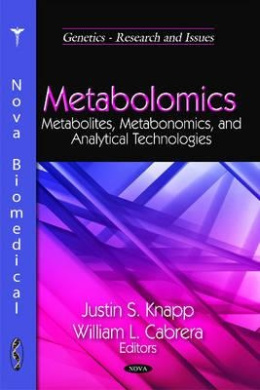 Genetics - Research and Issues
Nova Biomedical
Metabolomics
Metabolites, Metabonomics, and
Analytical Technologies
Justin S. Knapp
William L. Cabrera
Editors
NOVA